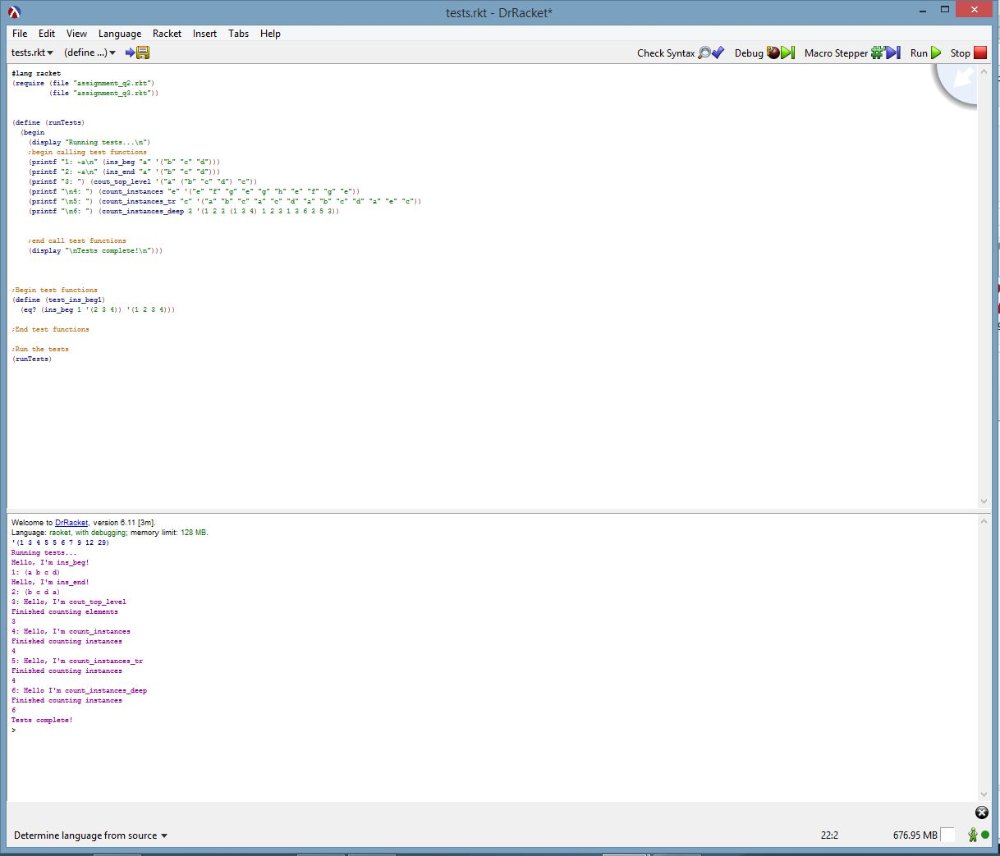 tests.rkt - DrRacket*
File Edit View Language Racket Insert Tabs Help
tests.rkt (define ...) Check Syntax Debug Macro Stepper Run Stop
#lang racket
(require (file "assignment_q2.rkt")
(file "assignment_q3.rkt"))
(define (runTests)
(begin
(display "Running tests...\n")
;begin calling test functions
(printf "1: ~a\n" (ins_beg "a" '("b" "c" "d")))
(printf "2: ~a\n" (ins_end "a" '("b" "c" "d")))
(printf "3: ") (cout_top_level '("a" ("b" "c" "d") "c"))
(printf "\n4: ") (count_instances "e" '("e" "f" "g" "e" "g" "h" "e" "f" "g" "e"))
(printf "\n5: ") (count_instances_tr "c" '("a" "b" "c" "a" "c" "d" "a" "b" "c" "d" "a" "e" "c"))
(printf "\n6: ") (count_instances_deep 3 '(1 2 3 (1 3 4) 1 2 3 1 3 6 3 5 3))
;end call test functions
(display "\nTests complete!\n")))
;Begin test functions
(define (test_ins_beg1)
(eq? (ins_beg 1 '(2 3 4)) '(1 2 3 4)))
;End test functions
;Run the tests
(runTests)
Welcome to DrRacket, version 6.11 [3m].
Language: racket, with debugging; memory limit: 128 MB.
'(1 3 4 5 5 6 7 9 12 29)
Running tests...
Hello, I'm ins_beg!
1: (a b c d)
Hello, I'm ins_end!
2: (b c d a)
3: Hello, I'm cout_top_level
Finished counting elements
3
4: Hello, I'm count_instances
Finished counting instances
4
5: Hello, I'm count_instances_tr
Finished counting instances
4
6: Hello I'm count_instances_deep
Finished counting instances
6
Tests complete!
>
Determine language from source 22:2 676.95 MB